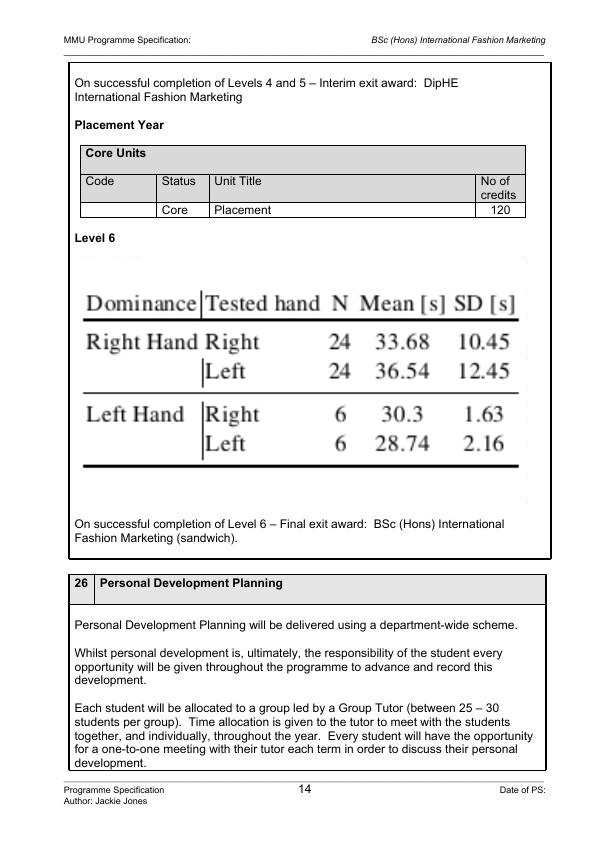 MMU Programme Specification: BSc (Hons) International Fashion Marketing
On successful completion of Levels 4 and 5 – Interim exit award:  DipHE
International Fashion Marketing
Placement Year
Core Units
Code Status Unit Title No of
credits
Core Placement 120
Level 6
Dominance Tested hand N Mean [s] SD [s]
Right Hand Right 24 33.68 10.45
Left 24 36.54 12.45
Left Hand Right 6 30.3 1.63
Left 6 28.74 2.16
On successful completion of Level 6 – Final exit award:  BSc (Hons) International
Fashion Marketing (sandwich).
26 Personal Development Planning
Personal Development Planning will be delivered using a department-wide scheme.
Whilst personal development is, ultimately, the responsibility of the student every
opportunity will be given throughout the programme to advance and record this
development.
Each student will be allocated to a group led by a Group Tutor (between 25 – 30
students per group).  Time allocation is given to the tutor to meet with the students
together, and individually, throughout the year.  Every student will have the opportunity
for a one-to-one meeting with their tutor each term in order to discuss their personal
development.
Programme Specification 14 Date of PS:
Author: Jackie Jones